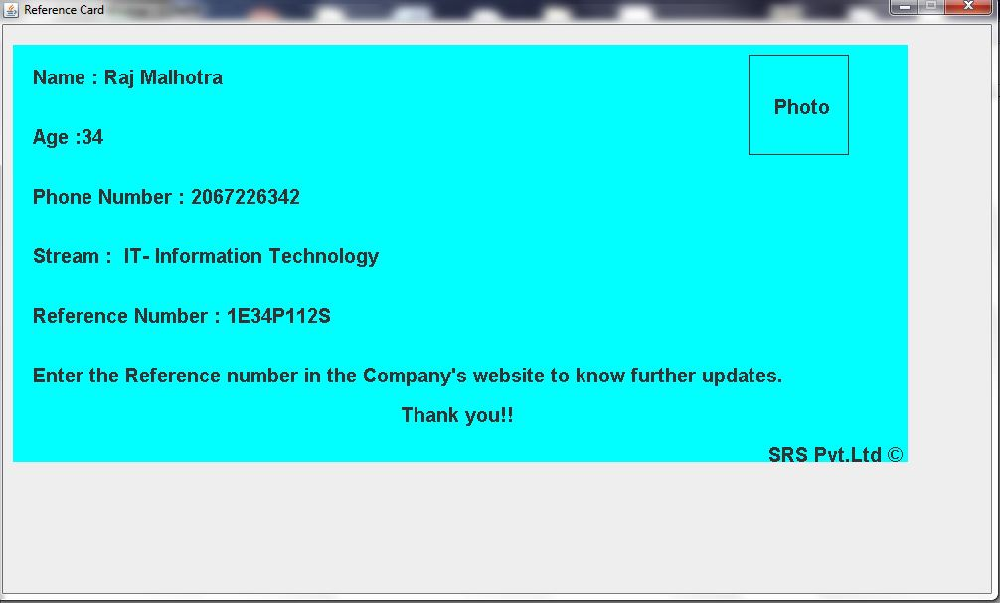 Reference Card
Name : Raj Malhotra
Photo
Age :34
Phone Number : 2067226342
Stream :  IT- Information Technology
Reference Number : 1E34P112S
Enter the Reference number in the Company's website to know further updates.
Thank you!!
SRS Pvt.Ltd ©